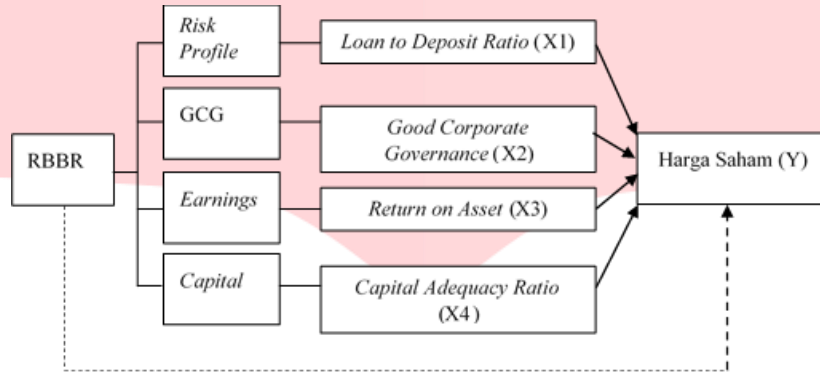 Risk
Profile
Loan to Deposit Ratio (X1)
GCG
Good Corporate
Governance (X2)
RBBR
Harga Saham (Y)
Earnings
Return on Asset (X3)
Capital
Capital Adequacy Ratio
(X4)